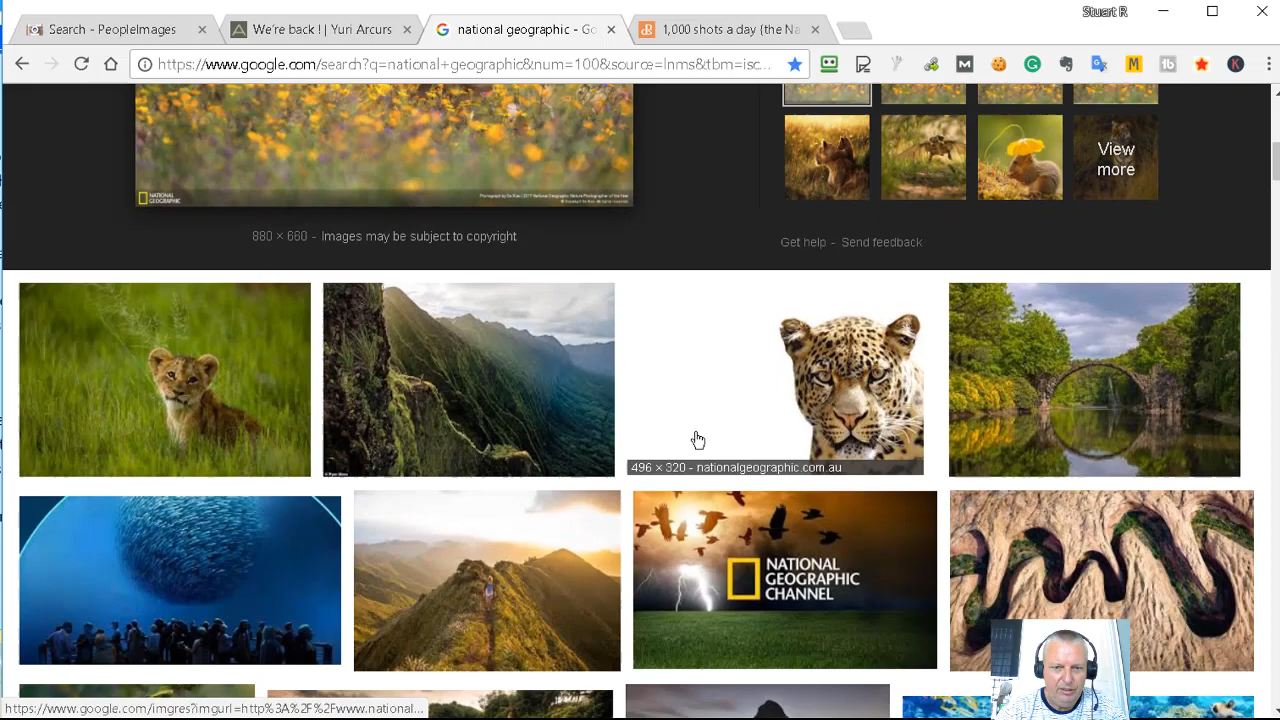 Stuart R
Search - PeopleImages
We're back ! | Yuri Arcurs
national geographic - Go
1,000 shots a day (the Na
https://www.google.com/search?q=national+geographic&num=100&source=lnms&tbm=isc...
View
more
NATIONAL
GEOGRAPHIC
880 × 660 - Images may be subject to copyright
Get help - Send feedback
496 × 320 - nationalgeographic.com.au
NATIONAL
GEOGRAPHIC
CHANNEL
https://www.google.com/imgres?imgurl=http%3A%2F%2Fwww.national...